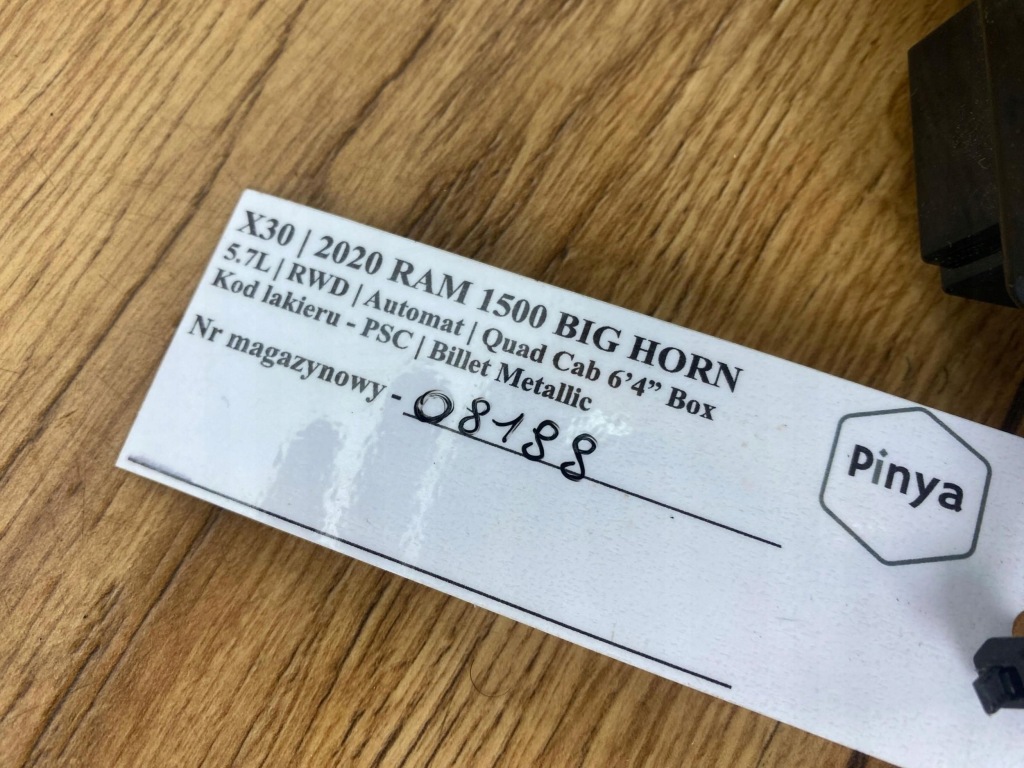 X30 | 2020 RAM 1500 BIG HORN
5.7L | RWD | Automat | Quad Cab 6’4” Box
Kod lakieru - PSC | Billet Metallic
Nr magazynowy - 08188
Pinya